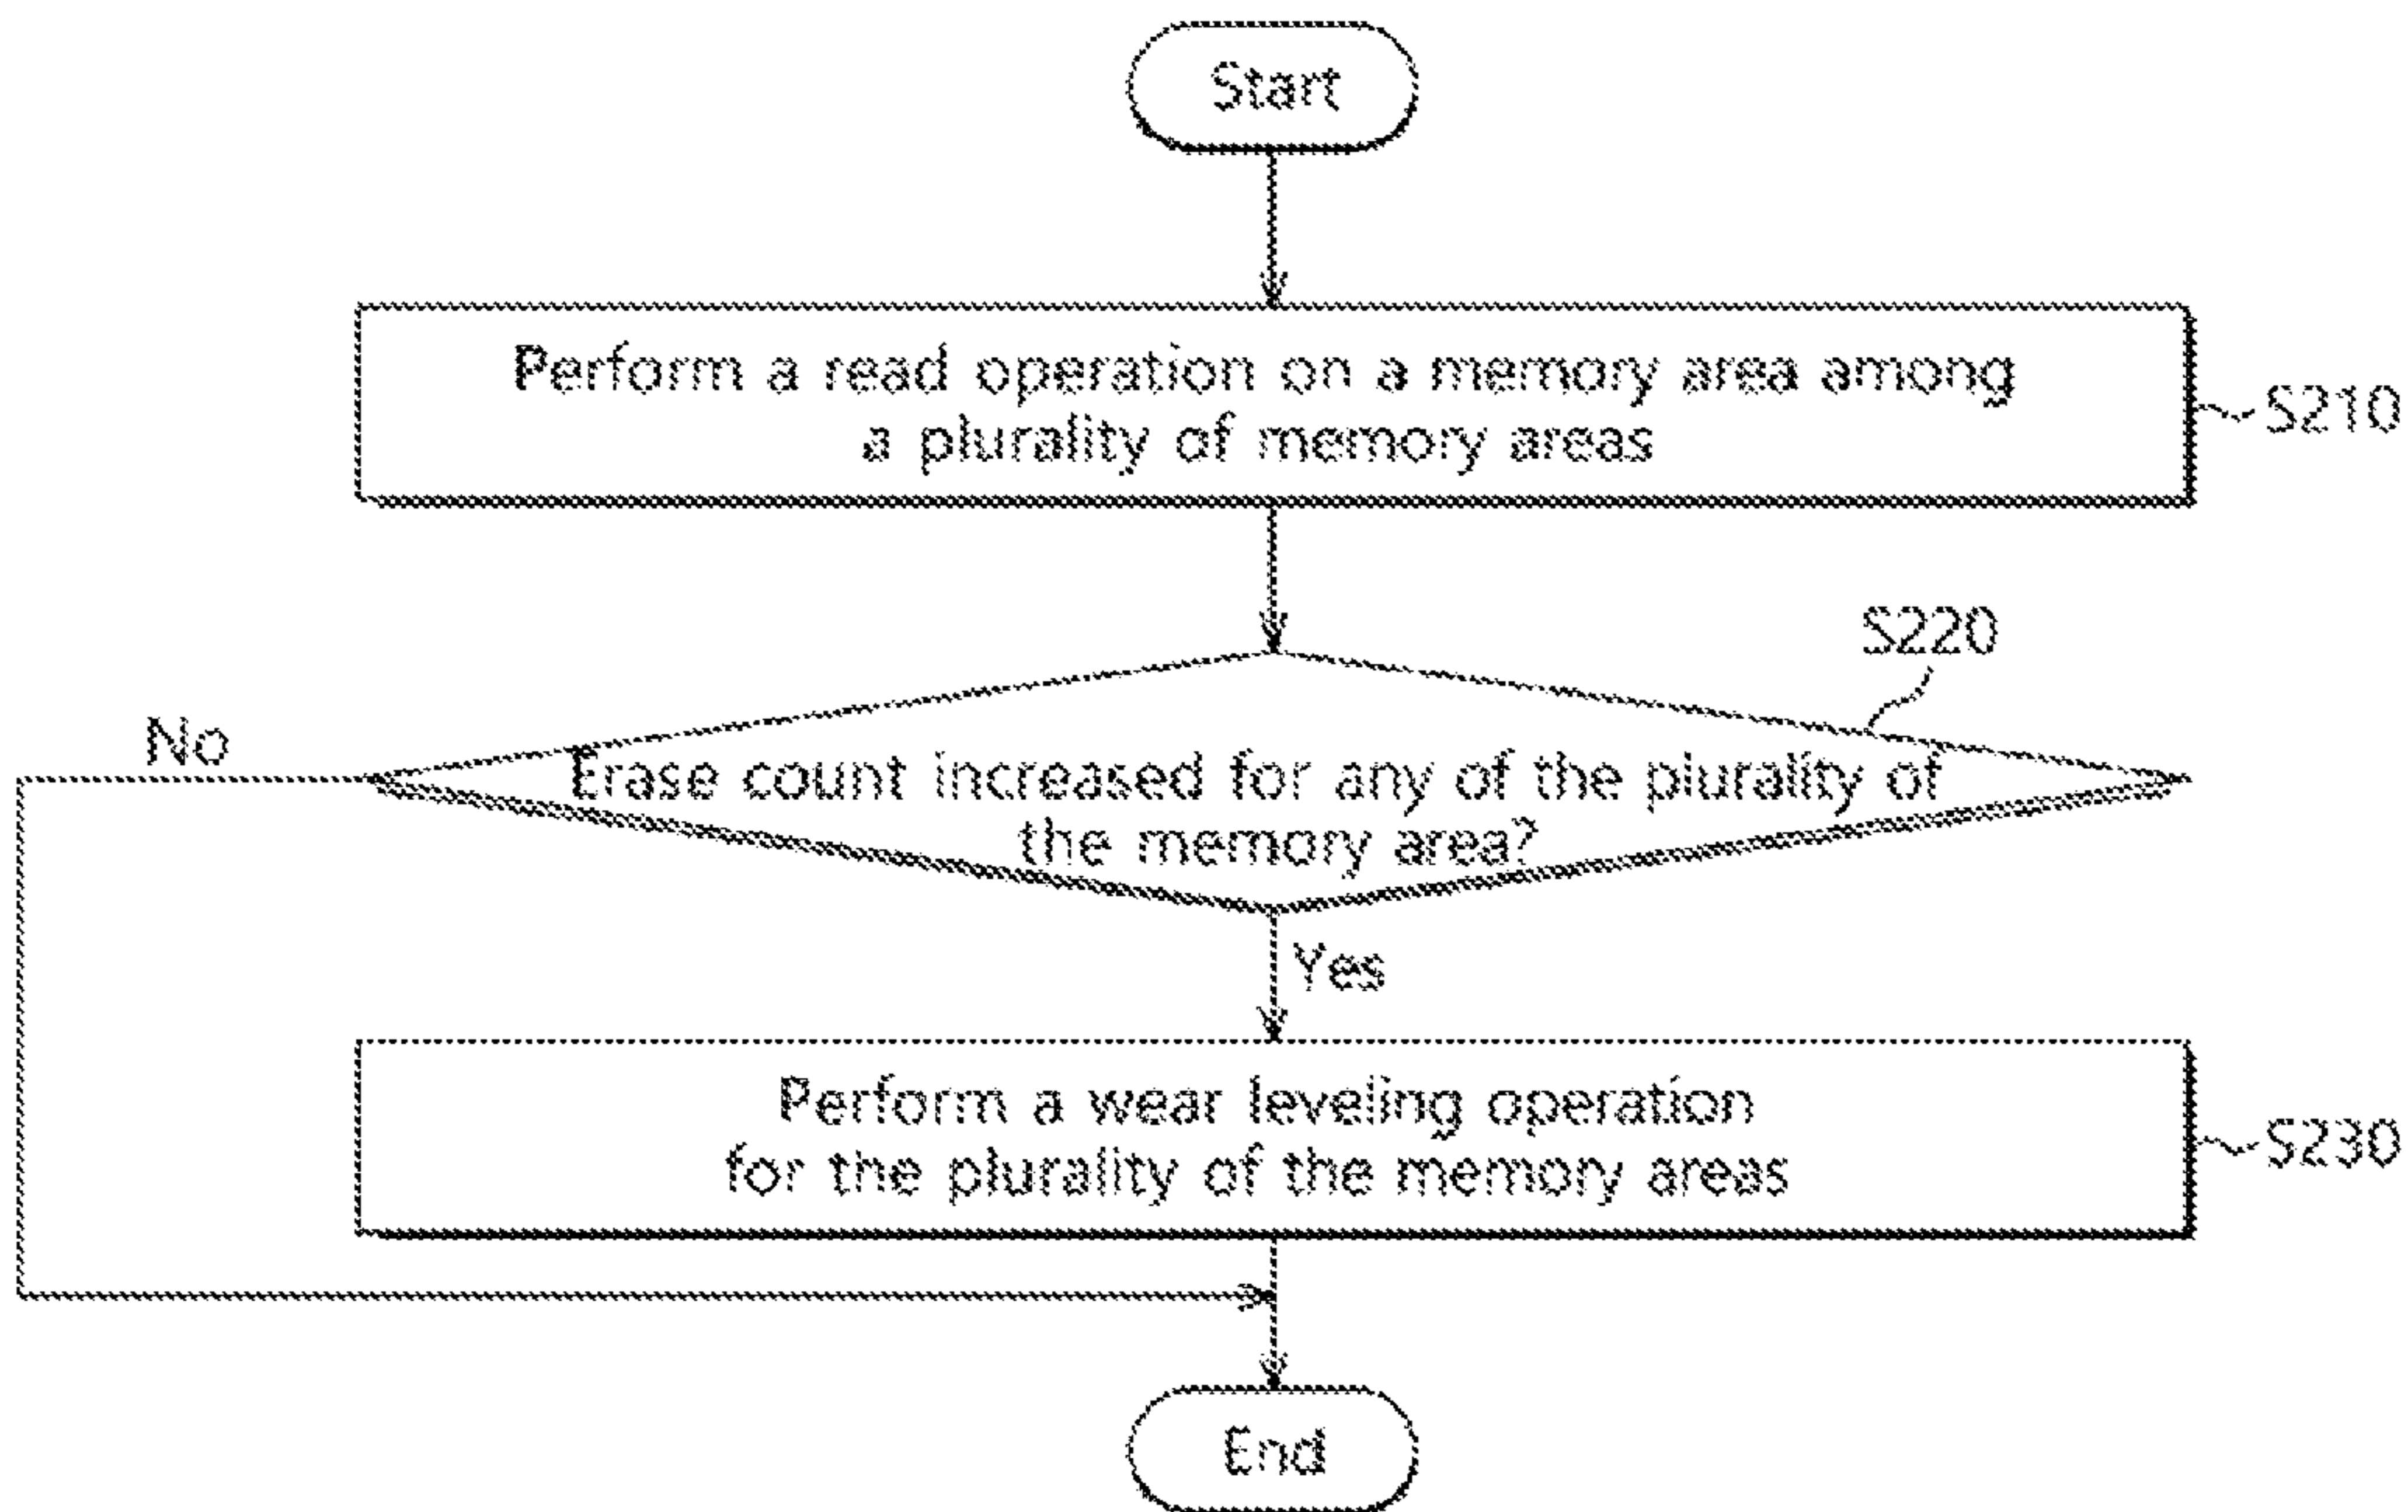 Start
Perform a read operation on a memory area among
a plurality of memory areas
S210
S220
No
Erase count increased for any of the plurality of
the memory area?
Yes
Perform a wear leveling operation
for the plurality of the memory areas
S230
End